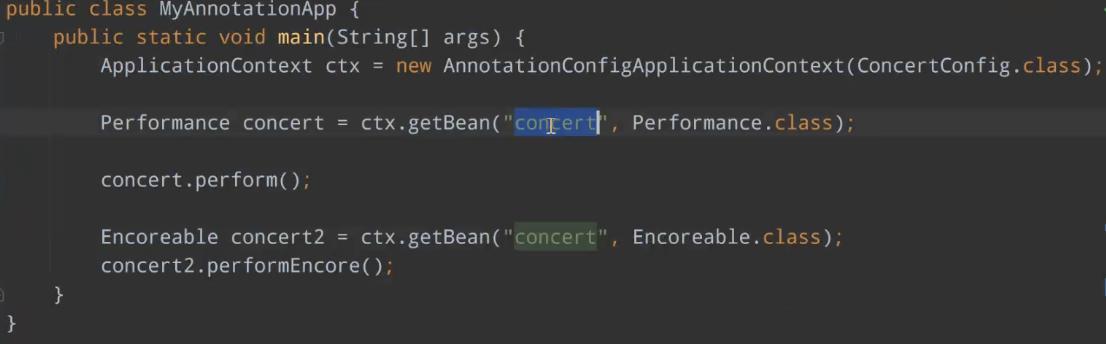 public class MyAnnotationApp {
public static void main(String[] args) {
ApplicationContext ctx = new AnnotationConfigApplicationContext(ConcertConfig.class);
Performance concert = ctx.getBean("concert", Performance.class);
concert.perform();
Encoreable concert2 = ctx.getBean("concert", Encoreable.class);
concert2.performEncore();
}
}